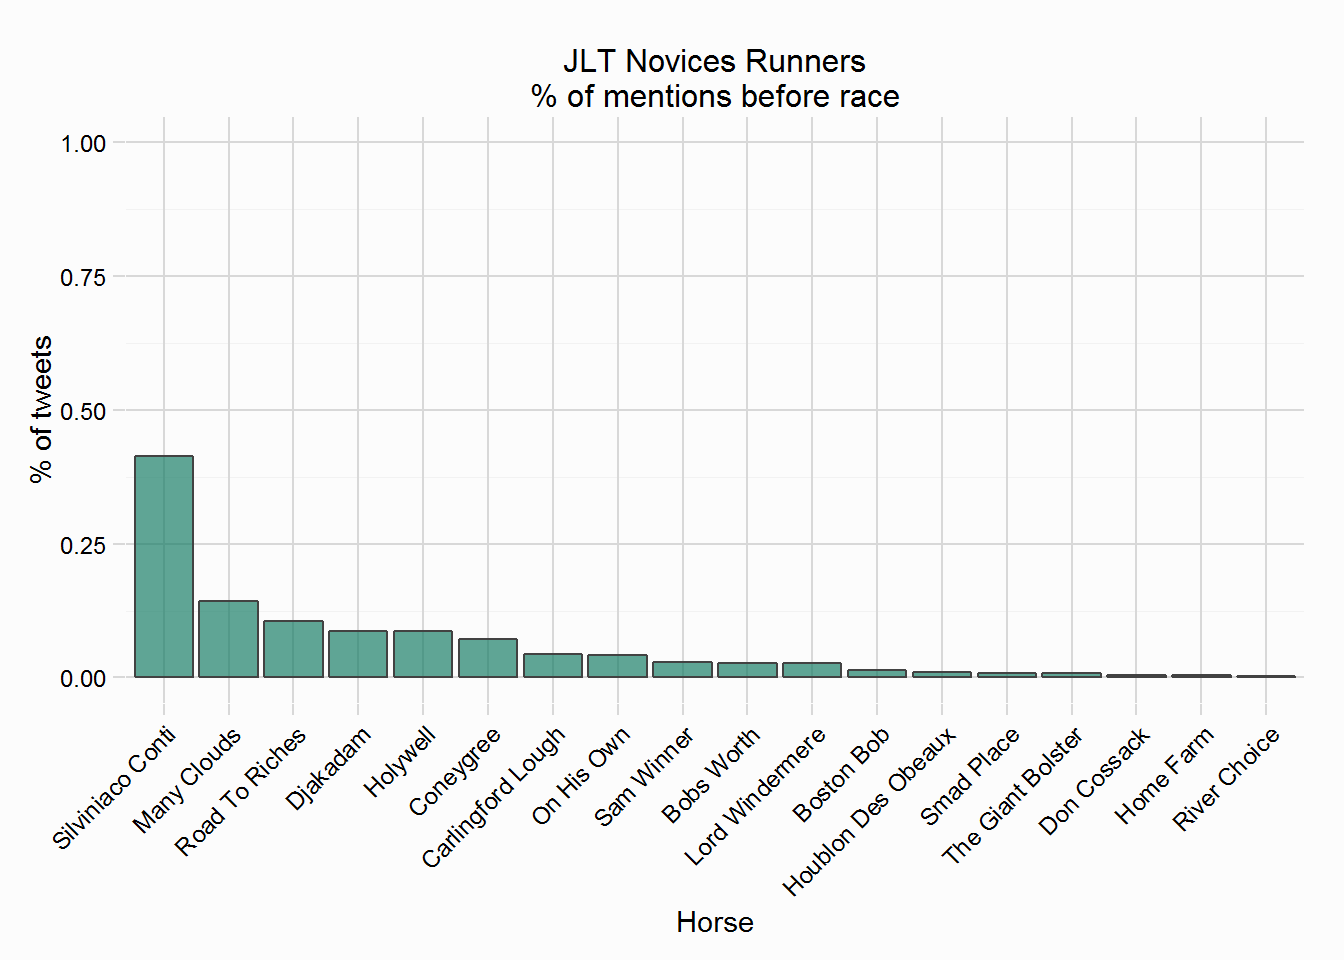 JLT Novices Runners
% of mentions before race
% of tweets
1.00
0.75
0.50
0.25
0.00
Silviniaco Conti
Many Clouds
Road To Riches
Djakadam
Holywell
Coneygree
Carlingford Lough
On His Own
Sam Winner
Bobs Worth
Lord Windermere
Boston Bob
Houblon Des Obeaux
Smad Place
The Giant Bolster
Don Cossack
Home Farm
River Choice
Horse